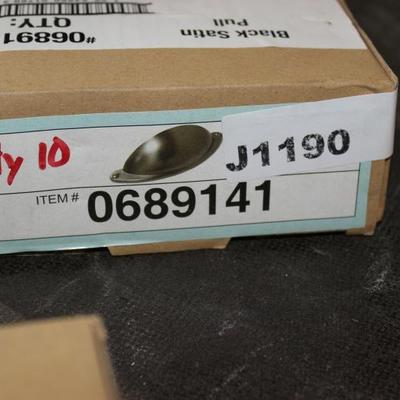 Black Satin
Pull
#06891
QTY:
ty 10
J1190
ITEM# 0689141